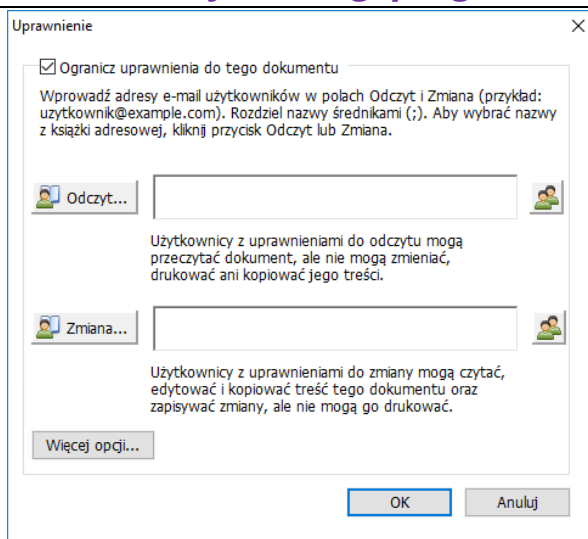 Uprawnienie
Ogranicz uprawnienia do tego dokumentu
Wprowadź adresy e-mail użytkowników w polach Odczyt i Zmiana (przykład:
uzytkownik@example.com). Rozdziel nazwy średnikami (;). Aby wybrać nazwy
z książki adresowej, kliknij przycisk Odczyt lub Zmiana.
Odczyt...
Użytkownicy z uprawnieniami do odczytu mogą
przeczytać dokument, ale nie mogą zmieniać,
drukować ani kopiować jego treści.
Zmiana...
Użytkownicy z uprawnieniami do zmiany mogą czytać,
edytować i kopiować treść tego dokumentu oraz
zapisywać zmiany, ale nie mogą go drukować.
Więcej opcji...
OK Anuluj